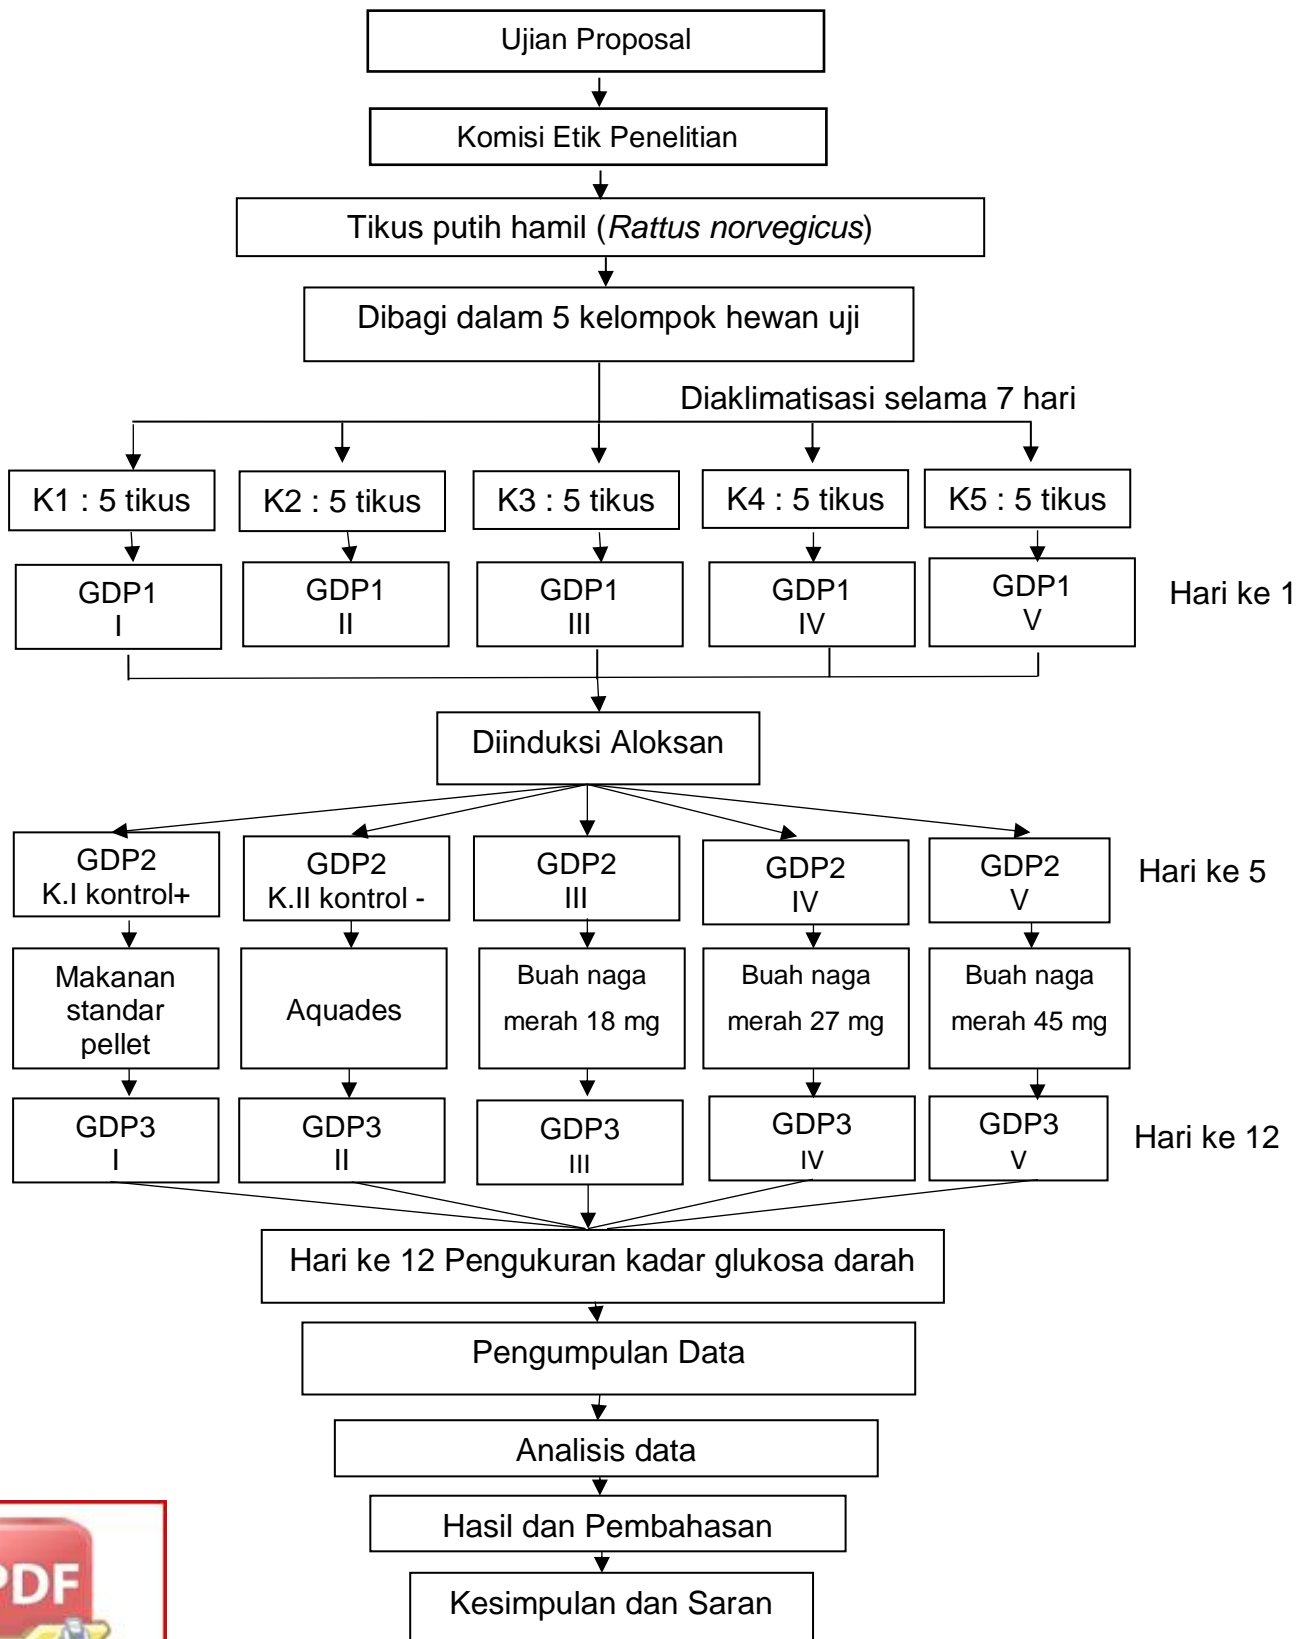 Ujian Proposal
Komisi Etik Penelitian
Tikus putih hamil (Rattus norvegicus)
Dibagi dalam 5 kelompok hewan uji
Diaklimatisasi selama 7 hari
K1 : 5 tikus
K2 : 5 tikus
K3 : 5 tikus
K4 : 5 tikus
K5 : 5 tikus
GDP1
I
GDP1
II
GDP1
III
GDP1
IV
GDP1
V
Hari ke 1
Diinduksi Aloksan
GDP2
K.I kontrol+
GDP2
K.II kontrol -
GDP2
III
GDP2
IV
GDP2
V
Hari ke 5
Makanan
standar
pellet
Aquades
Buah naga
merah 18 mg
Buah naga
merah 27 mg
Buah naga
merah 45 mg
GDP3
I
GDP3
II
GDP3
III
GDP3
IV
GDP3
V
Hari ke 12
Hari ke 12 Pengukuran kadar glukosa darah
Pengumpulan Data
Analisis data
Hasil dan Pembahasan
Kesimpulan dan Saran
PDF